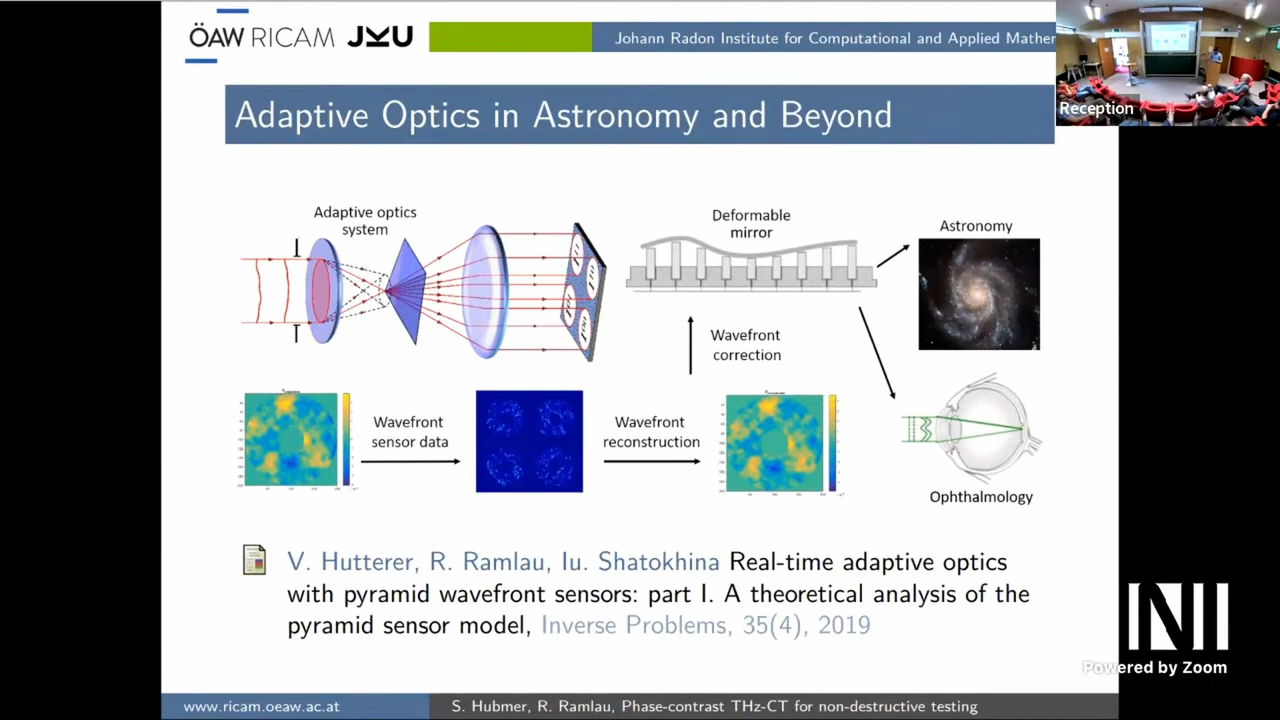 ÖAW RICAM JKU
Johann Radon Institute for Computational and Applied Mather
Reception
Adaptive Optics in Astronomy and Beyond
Adaptive optics
system
Deformable
mirror
Astronomy
Wavefront
correction
Wavefront
sensor data
Wavefront
reconstruction
Ophthalmology
V. Hutterer, R. Ramlau, Iu. Shatokhina Real-time adaptive optics
with pyramid wavefront sensors: part I. A theoretical analysis of the
pyramid sensor model, Inverse Problems, 35(4), 2019
Powered by Zoom
www.ricam.oeaw.ac.at
S. Hubmer, R. Ramlau, Phase-contrast THz-CT for non-destructive testing